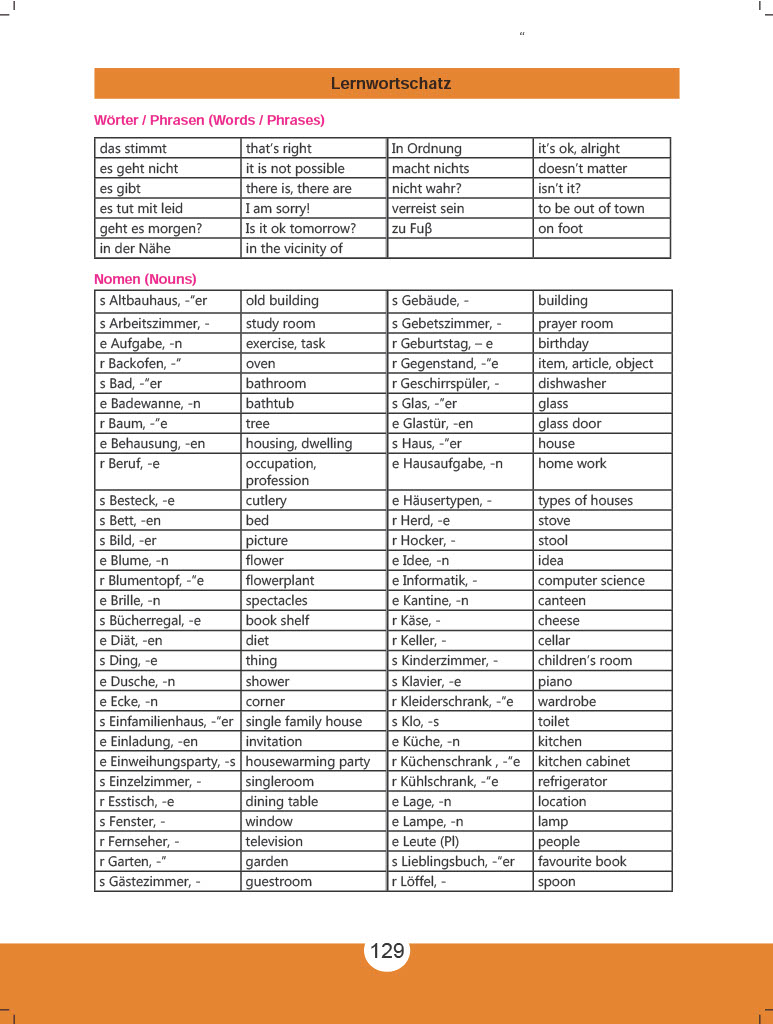 “
Lernwortschatz
Wörter / Phrasen (Words / Phrases)
das stimmt that’s right In Ordnung it’s ok, alright
es geht nicht it is not possible macht nichts doesn’t matter
es gibt there is, there are nicht wahr? isn’t it?
es tut mit leid I am sorry! verreist sein to be out of town
geht es morgen? Is it ok tomorrow? zu Fuβ on foot
in der Nähe in the vicinity of
Nomen (Nouns)
s Altbauhaus, -“er old building s Gebäude, - building
s Arbeitszimmer, - study room s Gebetszimmer, - prayer room
e Aufgabe, -n exercise, task r Geburtstag, – e birthday
r Backofen, -“ oven r Gegenstand, -“e item, article, object
s Bad, -“er bathroom r Geschirrspüler, - dishwasher
e Badewanne, -n bathtub s Glas, -“er glass
r Baum, -“e tree e Glastür, -en glass door
e Behausung, -en housing, dwelling s Haus, -“er house
r Beruf, -e occupation, e Hausaufgabe, -n home work
profession
s Besteck, -e cutlery e Häusertypen, - types of houses
s Bett, -en bed r Herd, -e stove
s Bild, -er picture r Hocker, - stool
e Blume, -n flower e Idee, -n idea
r Blumentopf, -“e flowerplant e Informatik, - computer science
e Brille, -n spectacles e Kantine, -n canteen
s Bücherregal, -e book shelf r Käse, - cheese
e Diät, -en diet r Keller, - cellar
s Ding, -e thing s Kinderzimmer, - children’s room
e Dusche, -n shower s Klavier, -e piano
e Ecke, -n corner r Kleiderschrank, -“e wardrobe
s Einfamilienhaus, -“er single family house s Klo, -s toilet
e Einladung, -en invitation e Küche, -n kitchen
e Einweihungsparty, -s housewarming party r Küchenschrank , -“e kitchen cabinet
s Einzelzimmer, - singleroom r Kühlschrank, -“e refrigerator
r Esstisch, -e dining table e Lage, -n location
s Fenster, - window e Lampe, -n lamp
r Fernseher, - television e Leute (Pl) people
r Garten, -“ garden s Lieblingsbuch, -“er favourite book
s Gästezimmer, - guestroom r Löffel, - spoon
129